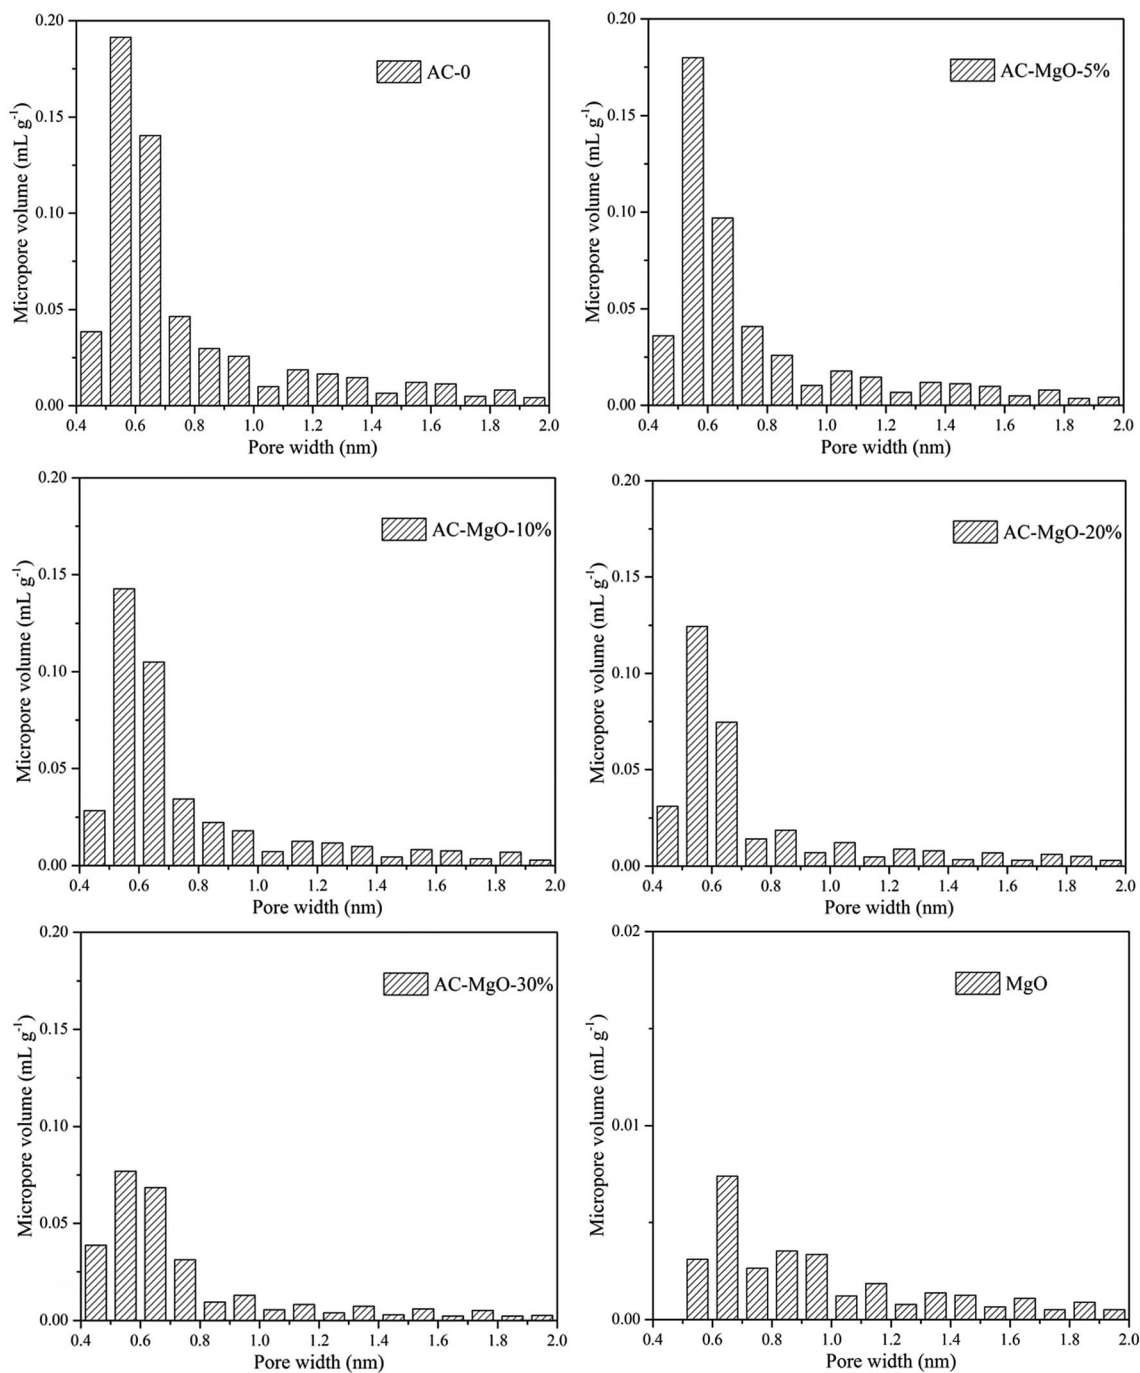 0.20
0.15
0.10
0.05
0.00
Micropore volume (mL g⁻¹)
AC-0
0.4 0.6 0.8 1.0 1.2 1.4 1.6 1.8 2.0
Pore width (nm)
0.20
0.15
0.10
0.05
0.00
Micropore volume (mL g⁻¹)
AC-MgO-5%
0.4 0.6 0.8 1.0 1.2 1.4 1.6 1.8 2.0
Pore width (nm)
0.20
0.15
0.10
0.05
0.00
Micropore volume (mL g⁻¹)
AC-MgO-10%
0.4 0.6 0.8 1.0 1.2 1.4 1.6 1.8 2.0
Pore width (nm)
0.20
0.15
0.10
0.05
0.00
Micropore volume (mL g⁻¹)
AC-MgO-20%
0.4 0.6 0.8 1.0 1.2 1.4 1.6 1.8 2.0
Pore width (nm)
0.20
0.15
0.10
0.05
0.00
Micropore volume (mL g⁻¹)
AC-MgO-30%
0.4 0.6 0.8 1.0 1.2 1.4 1.6 1.8 2.0
Pore width (nm)
0.02
0.01
0.00
Micropore volume (mL g⁻¹)
MgO
0.4 0.6 0.8 1.0 1.2 1.4 1.6 1.8 2.0
Pore width (nm)